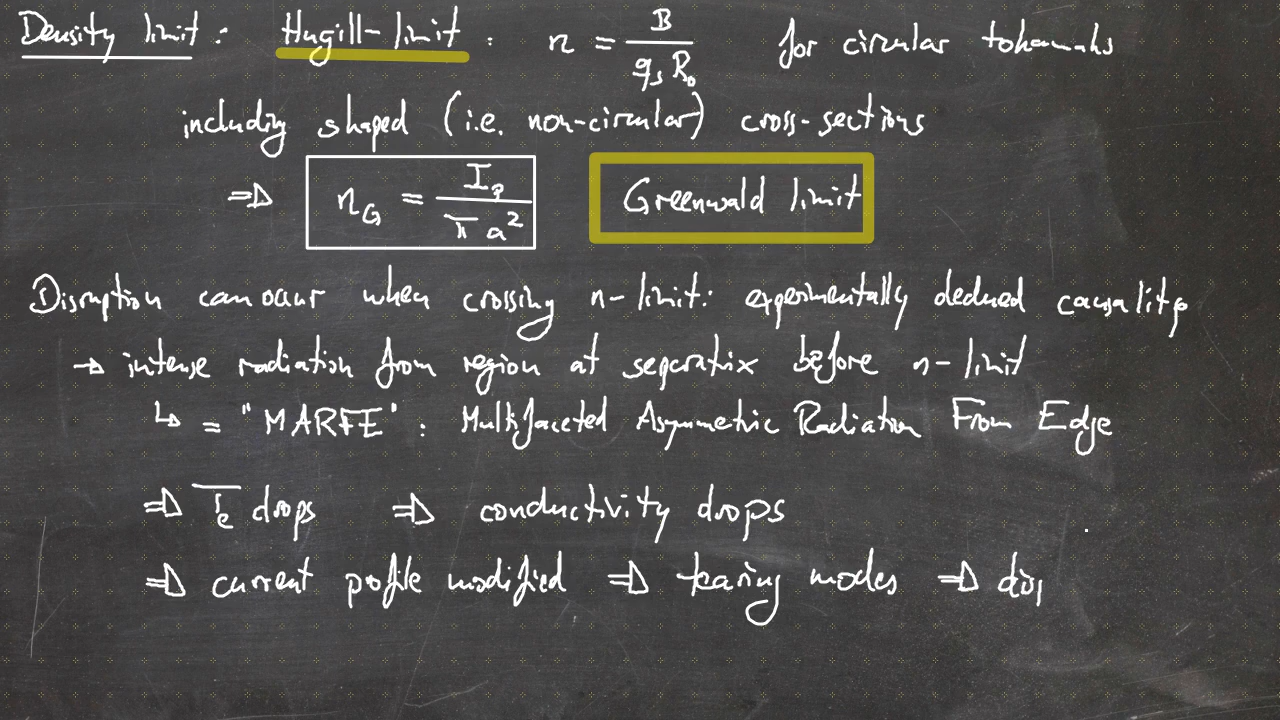 Density limit: Hugill-limit: n = B / q_s R_0 for circular tokamaks
including shaped (i.e. non-circular) cross-sections
⇒ n_G = I_p / π a² Greenwald limit
Disruption can occur when crossing n-limit: experimentally deduced causality
→ intense radiation from region at separatrix before n-limit
↳ = "MARFE": Multifaceted Asymmetric Radiation From Edge
⇒ T_e drops ⇒ conductivity drops
⇒ current profile modified ⇒ tearing modes ⇒ dis